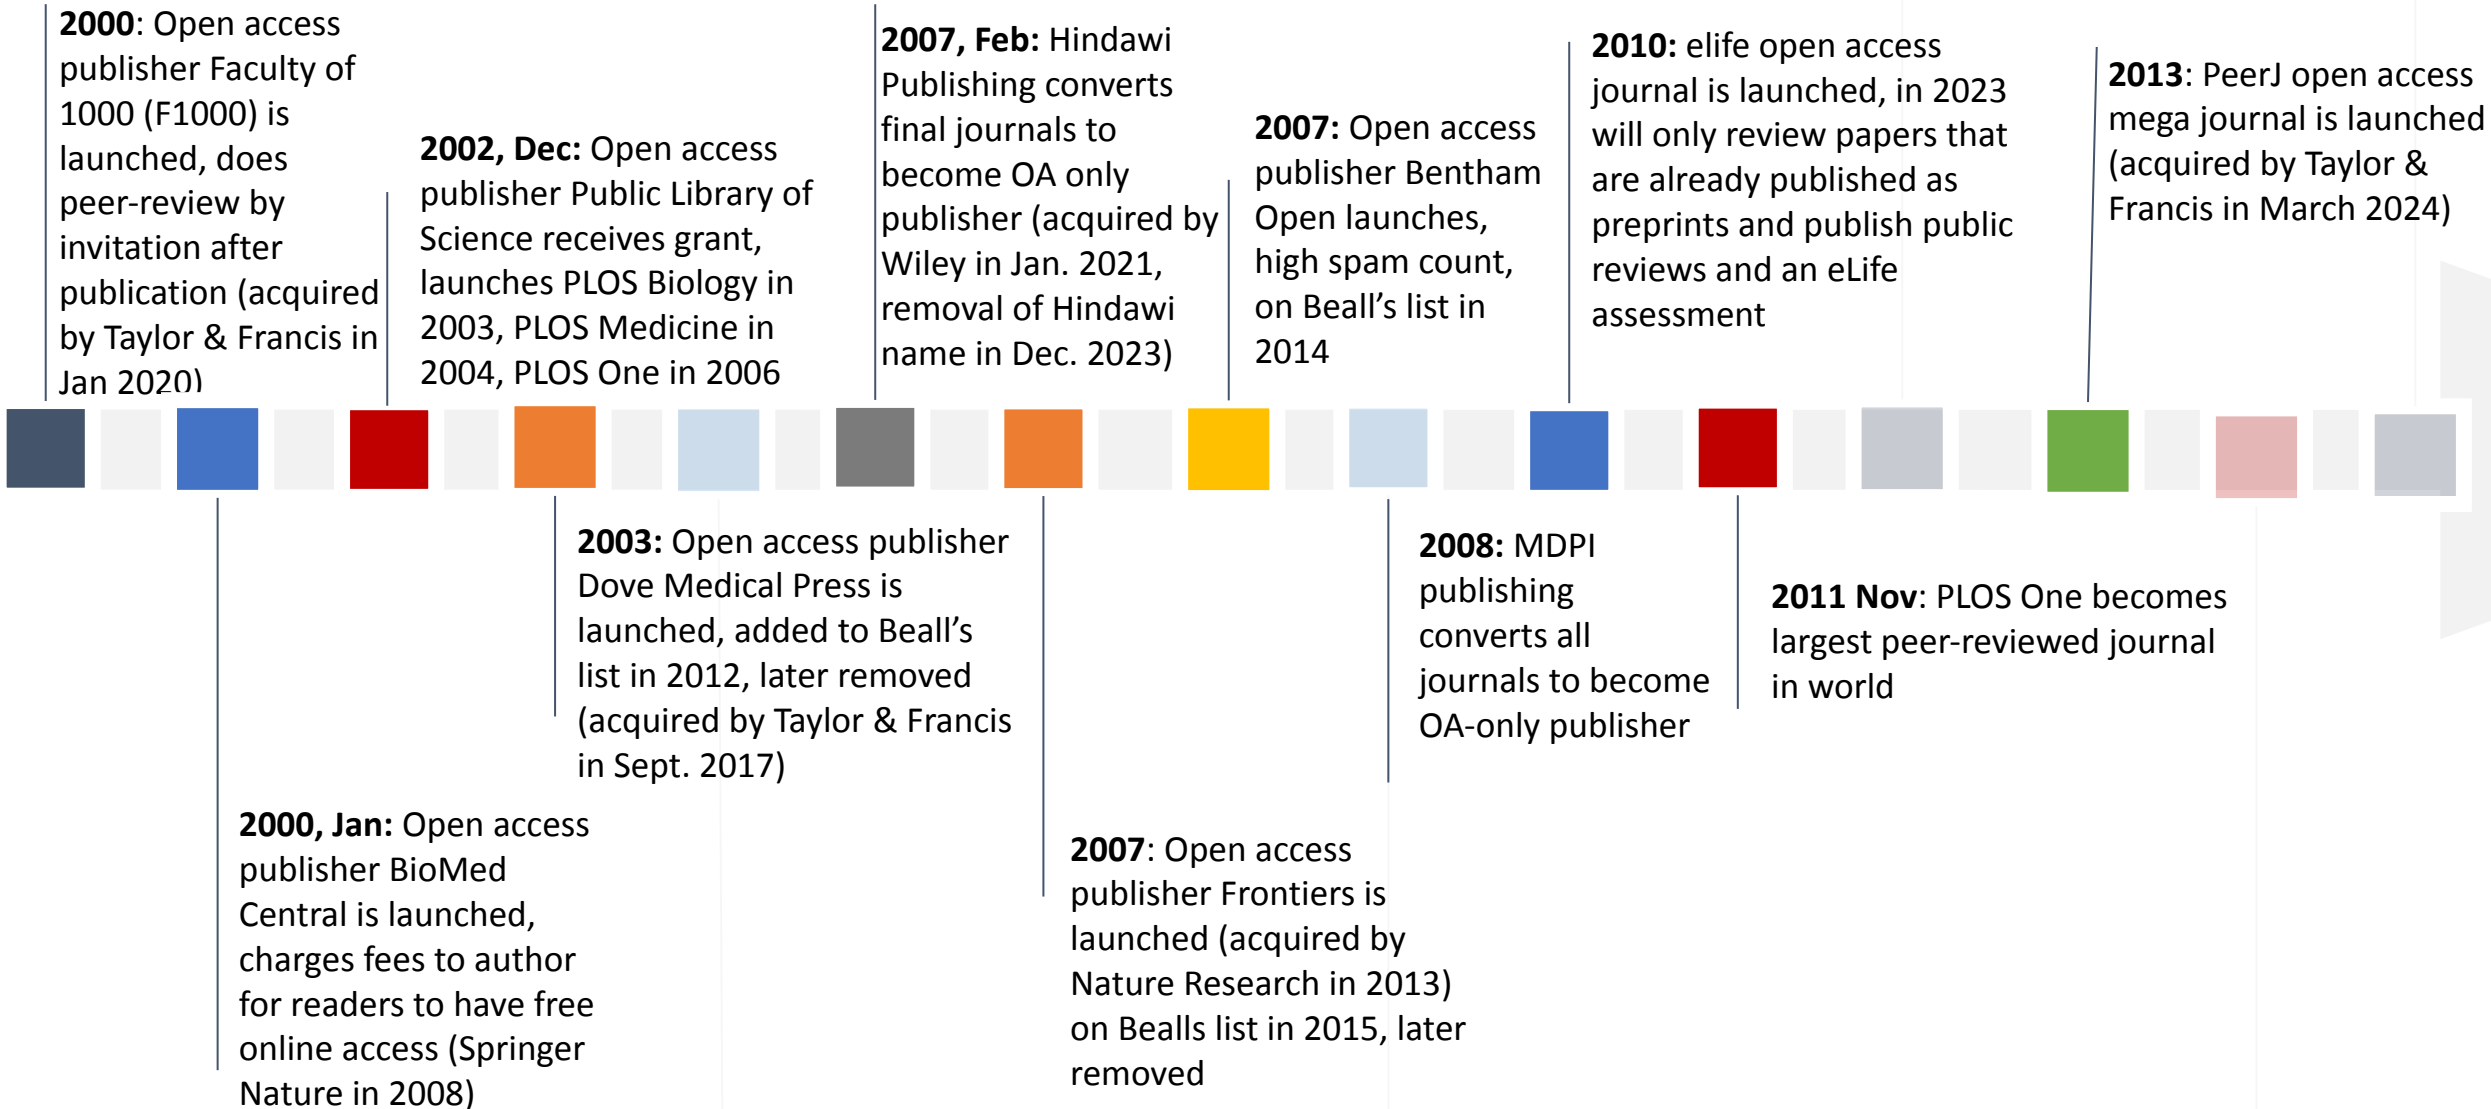 2000: Open access
publisher Faculty of
1000 (F1000) is
launched, does
peer-review by
invitation after
publication (acquired
by Taylor & Francis in
Jan 2020)
2002, Dec: Open access
publisher Public Library of
Science receives grant,
launches PLOS Biology in
2003, PLOS Medicine in
2004, PLOS One in 2006
2007, Feb: Hindawi
Publishing converts
final journals to
become OA only
publisher (acquired by
Wiley in Jan. 2021,
removal of Hindawi
name in Dec. 2023)
2007: Open access
publisher Bentham
Open launches,
high spam count,
on Beall’s list in
2014
2010: elife open access
journal is launched, in 2023
will only review papers that
are already published as
preprints and publish public
reviews and an eLife
assessment
2013: PeerJ open access
mega journal is launched
(acquired by Taylor &
Francis in March 2024)
2000, Jan: Open access
publisher BioMed
Central is launched,
charges fees to author
for readers to have free
online access (Springer
Nature in 2008)
2003: Open access publisher
Dove Medical Press is
launched, added to Beall’s
list in 2012, later removed
(acquired by Taylor & Francis
in Sept. 2017)
2007: Open access
publisher Frontiers is
launched (acquired by
Nature Research in 2013)
on Bealls list in 2015, later
removed
2008: MDPI
publishing
converts all
journals to become
OA-only publisher
2011 Nov: PLOS One becomes
largest peer-reviewed journal
in world